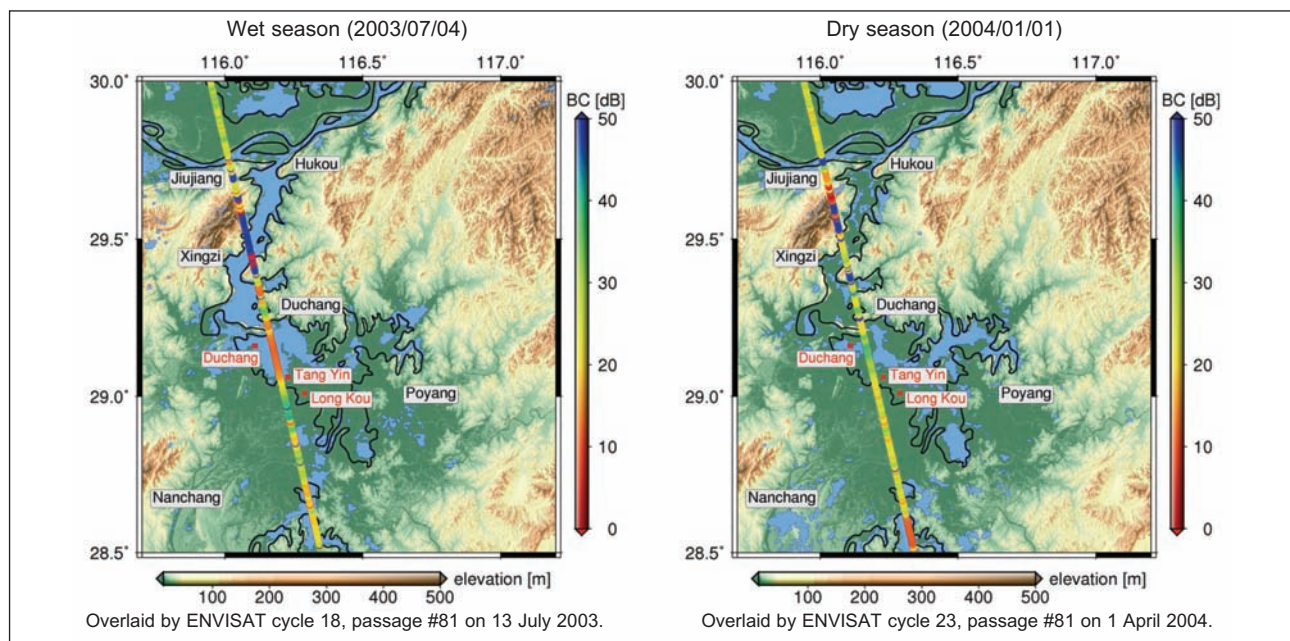 Wet season (2003/07/04)
116.0˚ 116.5˚ 117.0˚
30.0˚
BC [dB]
50
Hukou
Jiujiang
40
29.5˚
Xingzi
30
Duchang
Duchang
20
Tang Yin
Long Kou
Poyang
29.0˚
10
Nanchang
0
28.5˚
elevation [m]
100 200 300 400 500
Overlaid by ENVISAT cycle 18, passage #81 on 13 July 2003.
Dry season (2004/01/01)
116.0˚ 116.5˚ 117.0˚
30.0˚
BC [dB]
50
Hukou
Jiujiang
40
29.5˚
Xingzi
30
Duchang
Duchang
20
Tang Yin
Long Kou
Poyang
29.0˚
10
Nanchang
0
28.5˚
elevation [m]
100 200 300 400 500
Overlaid by ENVISAT cycle 23, passage #81 on 1 April 2004.